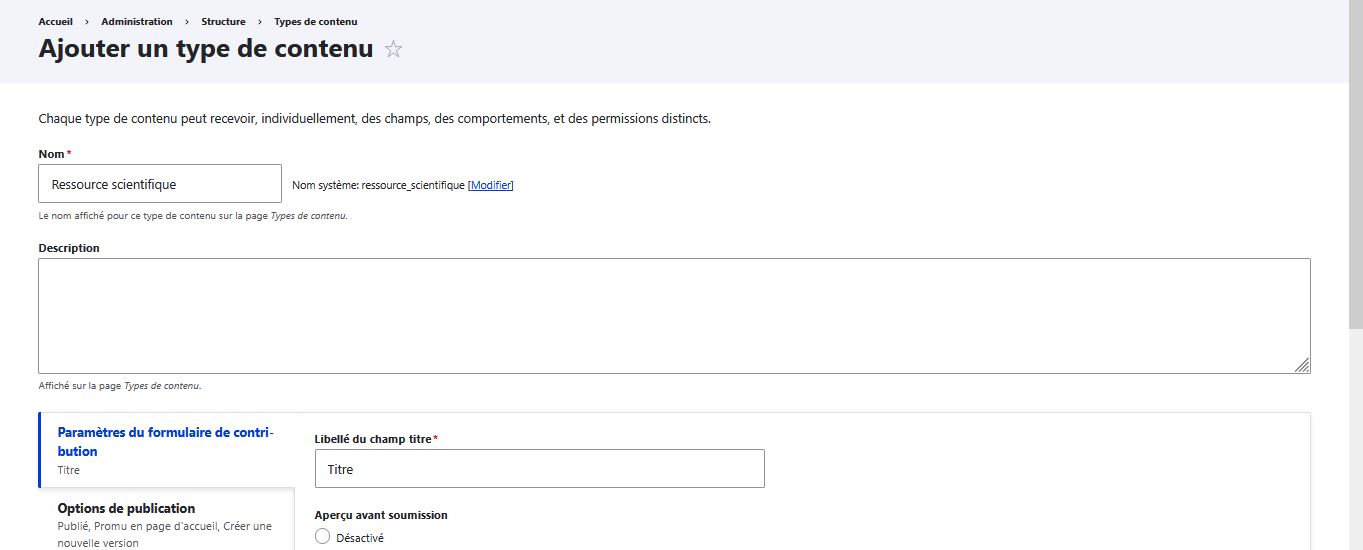 Accueil > Administration > Structure > Types de contenu
Ajouter un type de contenu
Chaque type de contenu peut recevoir, individuellement, des champs, des comportements, et des permissions distincts.
Nom *
Ressource scientifique
Nom système: ressource_scientifique [Modifier]
Le nom affiché pour ce type de contenu sur la page Types de contenu.
Description
Affiché sur la page Types de contenu.
Paramètres du formulaire de contri-
bution
Titre
Libellé du champ titre *
Titre
Options de publication
Publié, Promu en page d'accueil, Créer une
nouvelle version
Aperçu avant soumission
Désactivé